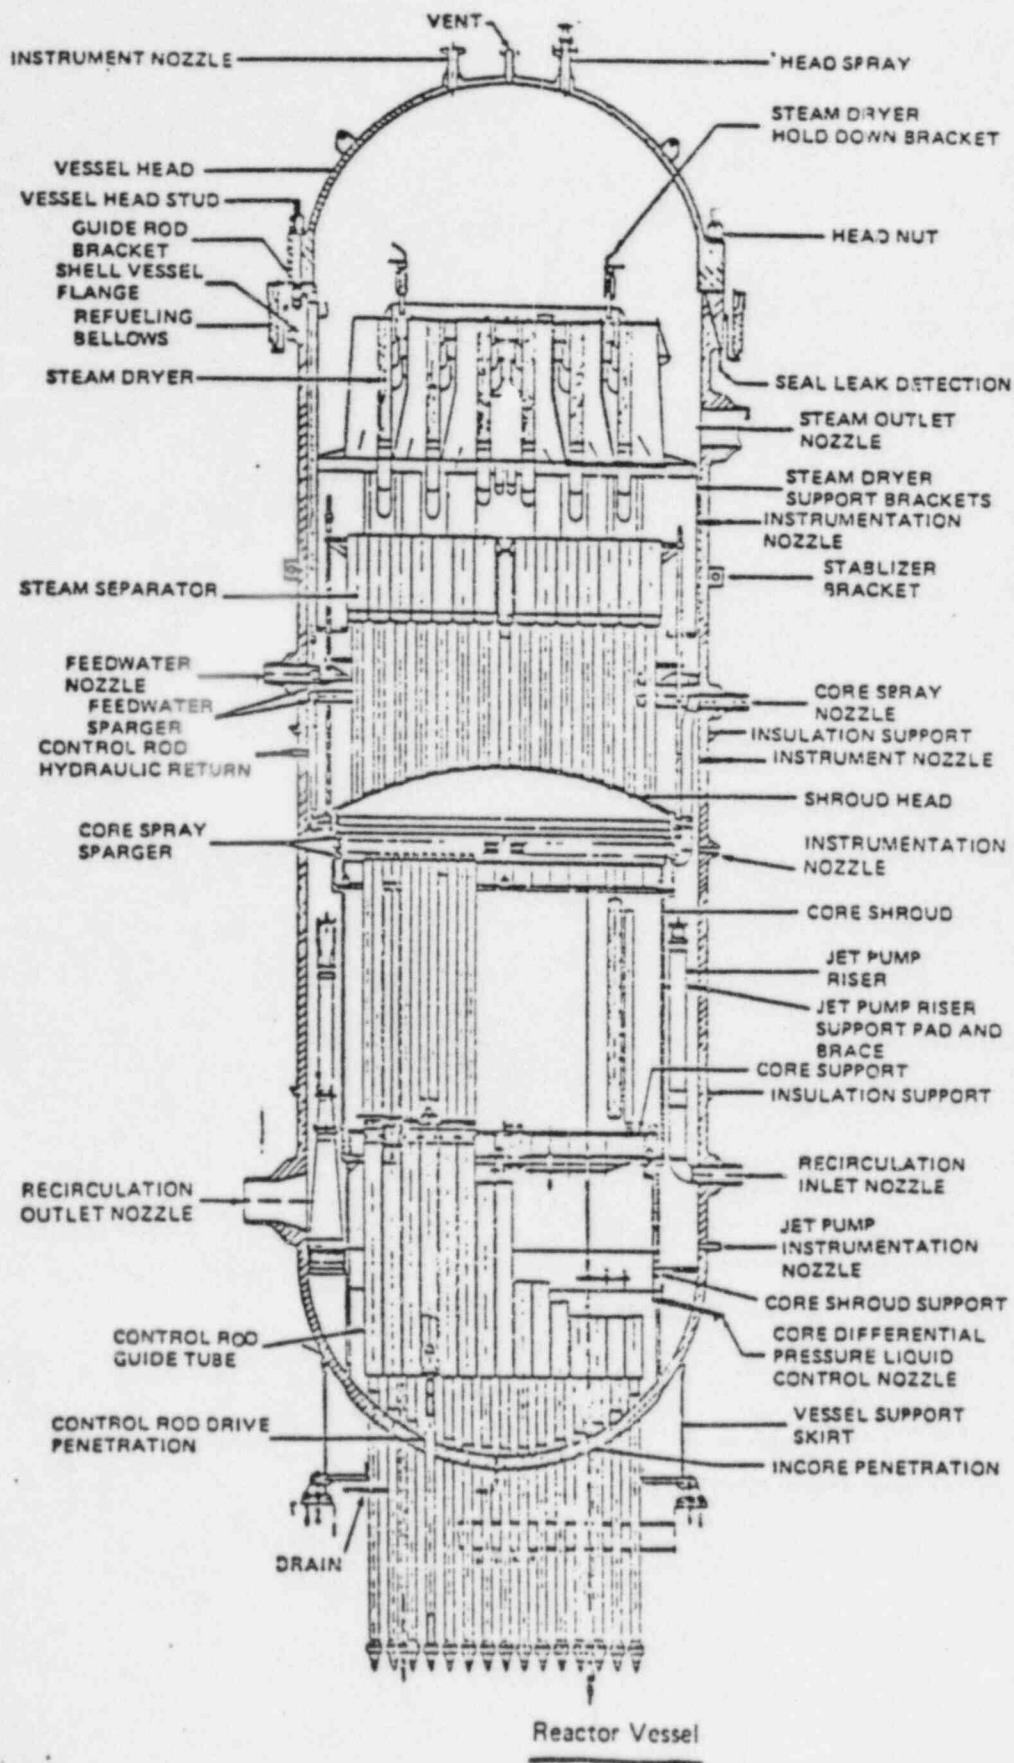 VENT
INSTRUMENT NOZZLE
HEAD SPRAY
STEAM DRYER
HOLD DOWN BRACKET
VESSEL HEAD
VESSEL HEAD STUD
GUIDE ROD
BRACKET
SHELL VESSEL
FLANGE
REFUELING
BELLOWS
STEAM DRYER
HEAD NUT
SEAL LEAK DETECTION
STEAM OUTLET
NOZZLE
STEAM DRYER
SUPPORT BRACKETS
INSTRUMENTATION
NOZZLE
STABLIZER
BRACKET
STEAM SEPARATOR
FEEDWATER
NOZZLE
FEEDWATER
SPARGER
CONTROL ROD
HYDRAULIC RETURN
CORE SPRAY
NOZZLE
INSULATION SUPPORT
INSTRUMENT NOZZLE
SHROUD HEAD
CORE SPRAY
SPARGER
INSTRUMENTATION
NOZZLE
CORE SHROUD
JET PUMP
RISER
JET PUMP RISER
SUPPORT PAD AND
BRACE
CORE SUPPORT
INSULATION SUPPORT
RECIRCULATION
OUTLET NOZZLE
RECIRCULATION
INLET NOZZLE
JET PUMP
INSTRUMENTATION
NOZZLE
CORE SHROUD SUPPORT
CORE DIFFERENTIAL
PRESSURE LIQUID
CONTROL NOZZLE
CONTROL ROD
GUIDE TUBE
CONTROL ROD DRIVE
PENETRATION
VESSEL SUPPORT
SKIRT
INCORE PENETRATION
DRAIN
Reactor Vessel